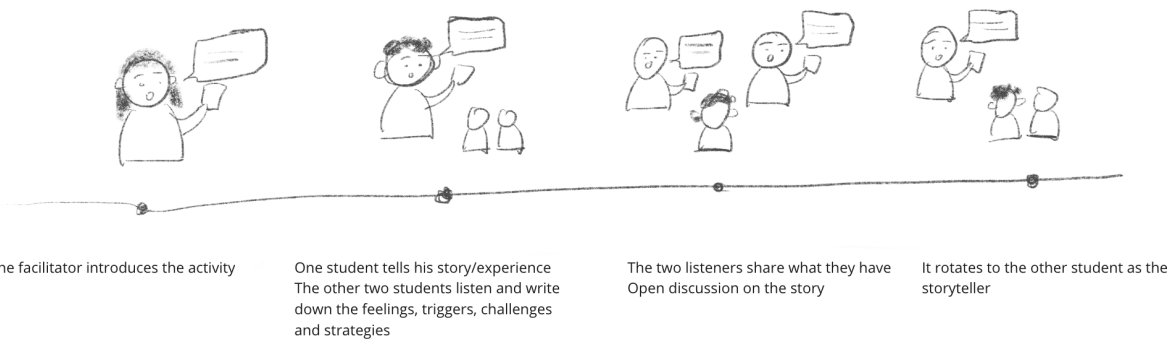 he facilitator introduces the activity
One student tells his story/experience
The other two students listen and write
down the feelings, triggers, challenges
and strategies
The two listeners share what they have
Open discussion on the story
It rotates to the other student as the
storyteller